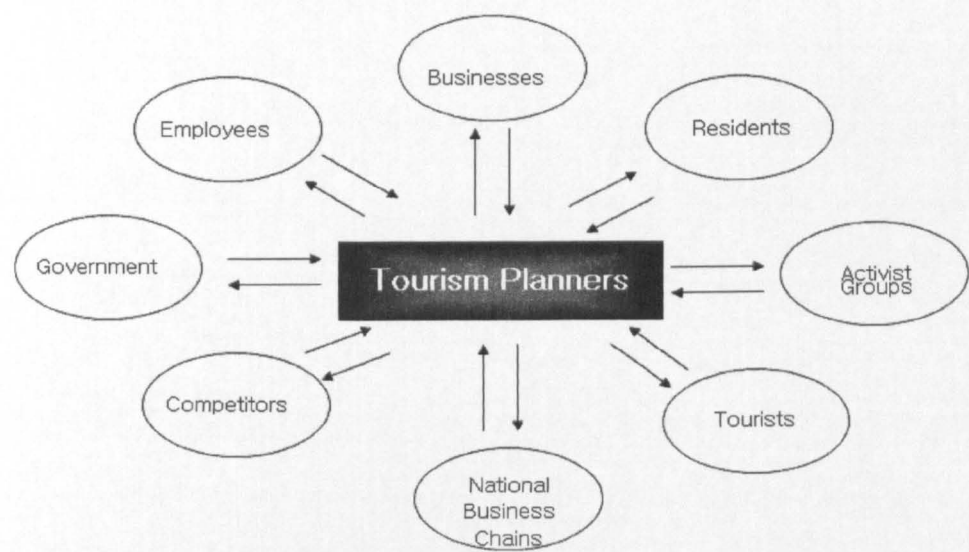 Businesses
Employees
Residents
Government
Tourism Planners
Activist
Groups
Competitors
Tourists
National
Business
Chains